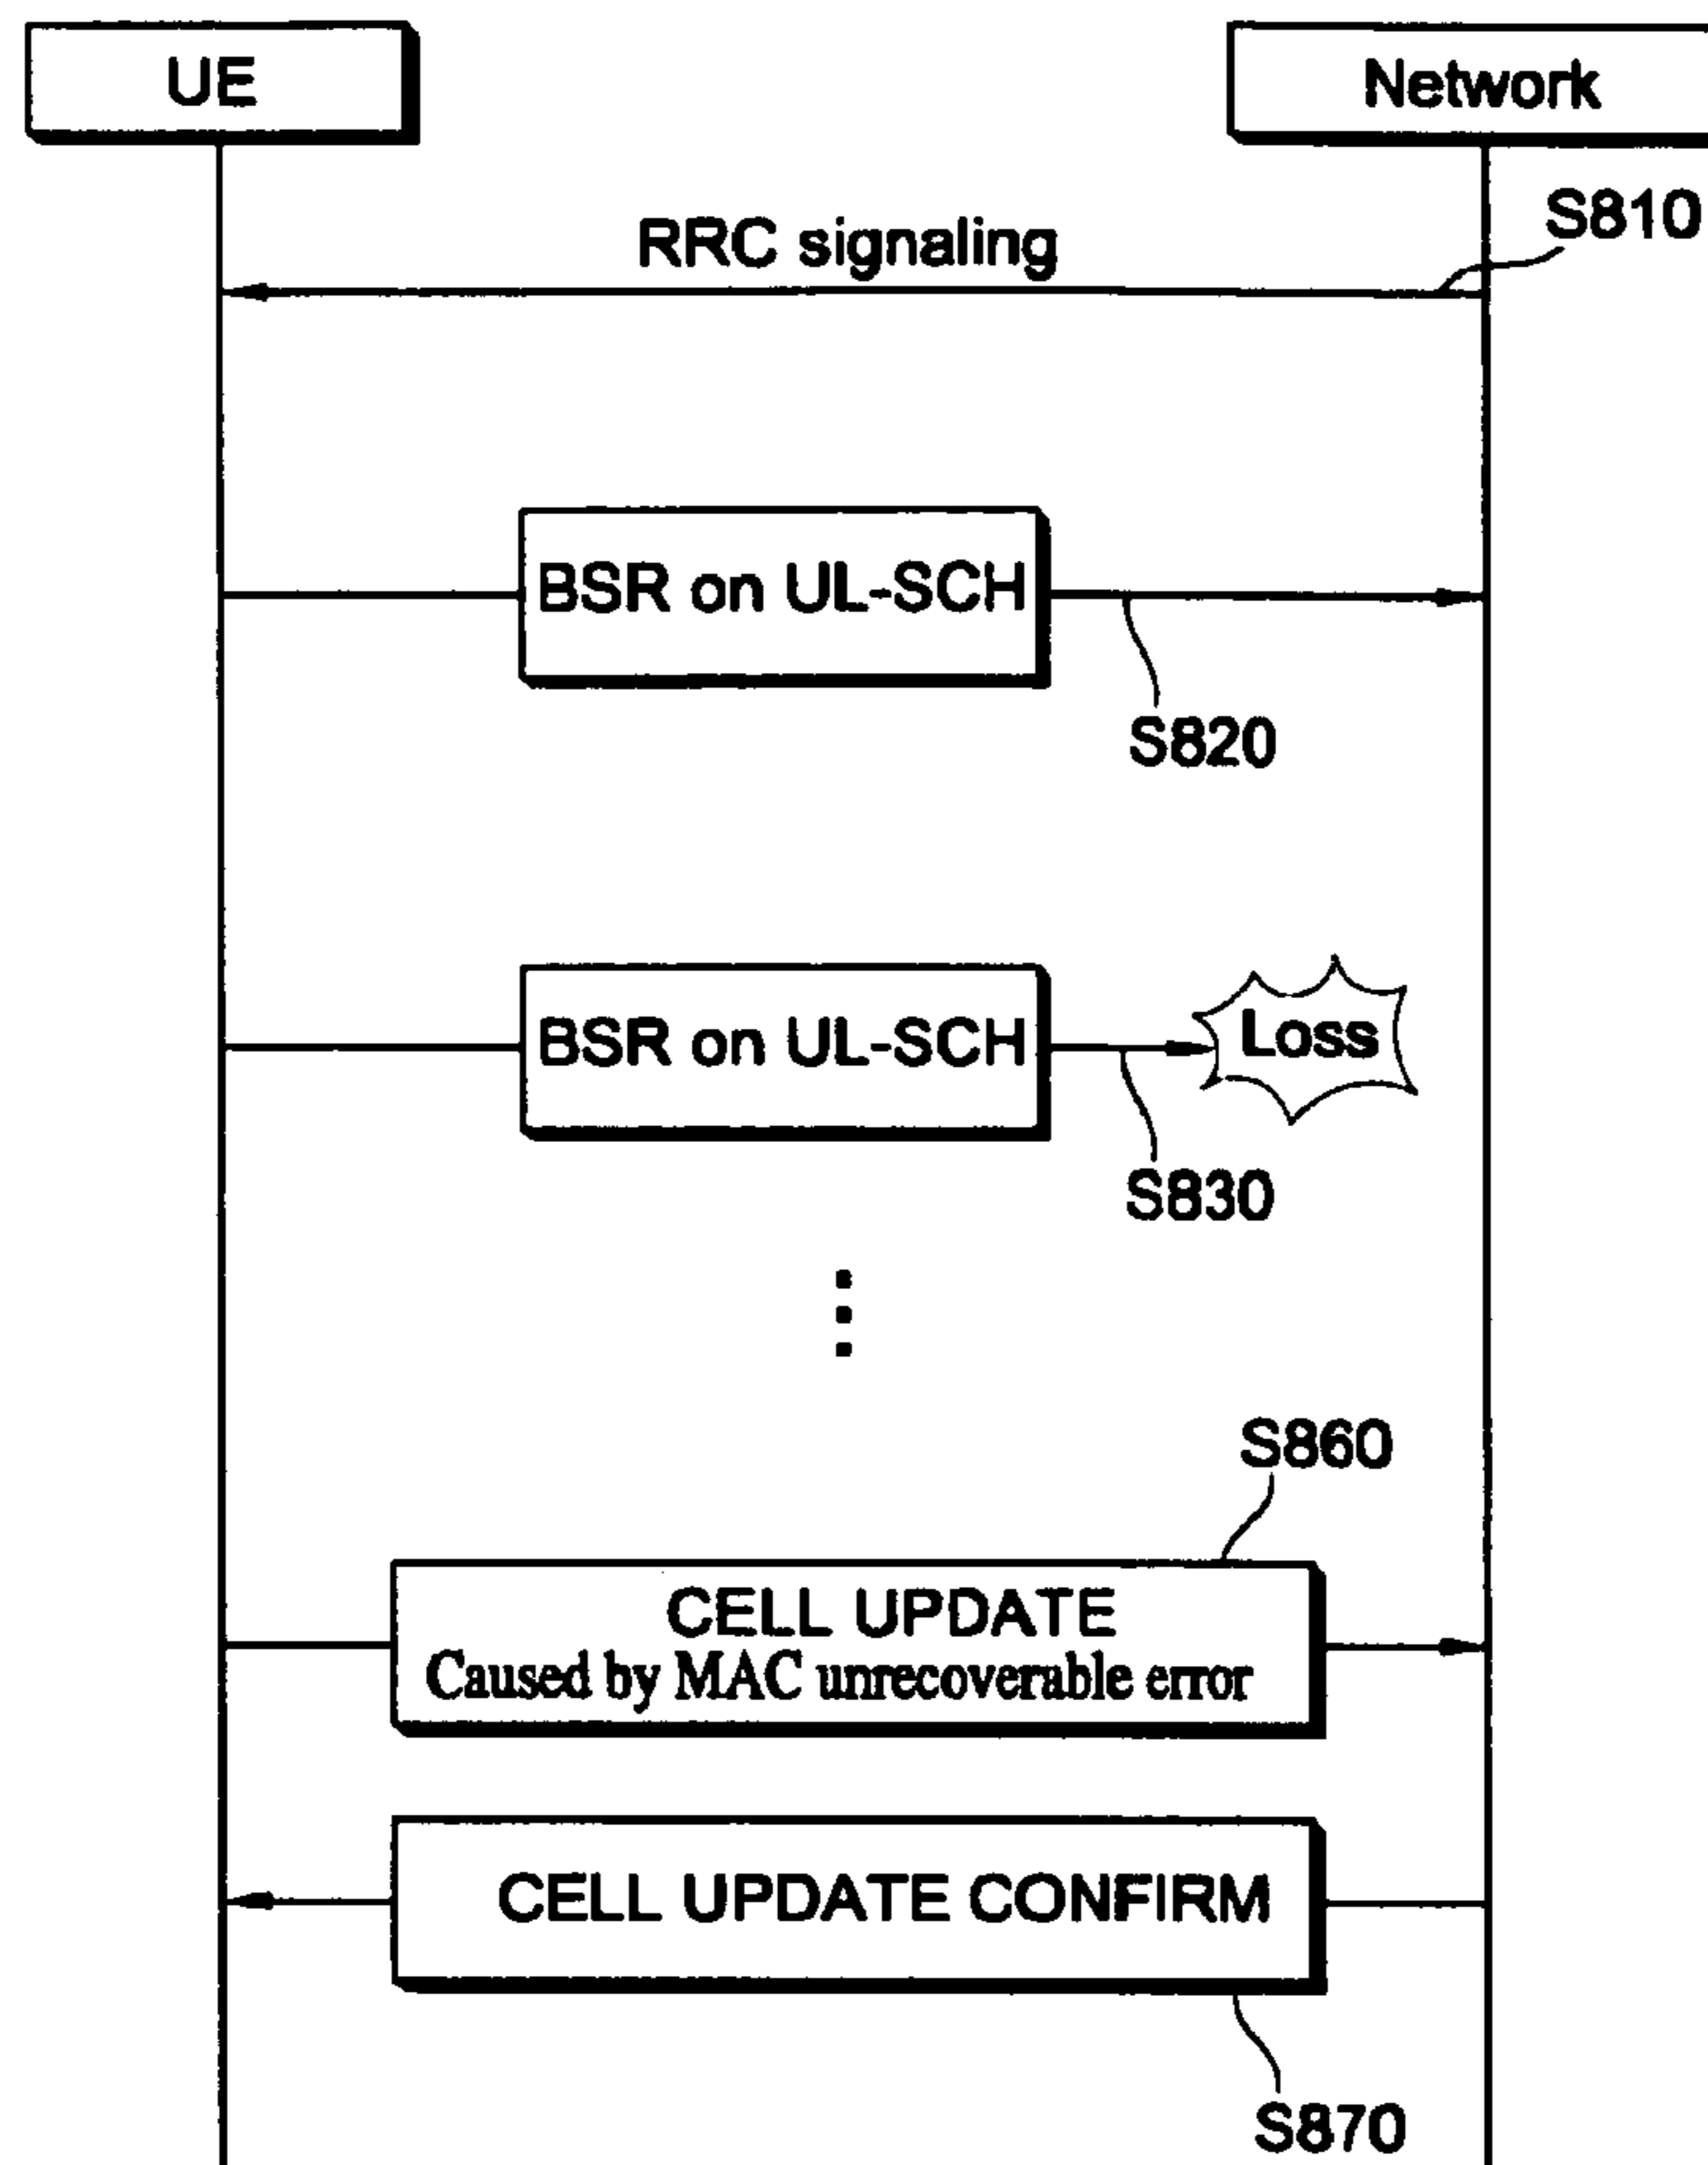 UE
Network
S810
RRC signaling
BSR on UL-SCH
S820
BSR on UL-SCH
Loss
S830
S860
CELL UPDATE
Caused by MAC unrecoverable error
CELL UPDATE CONFIRM
S870